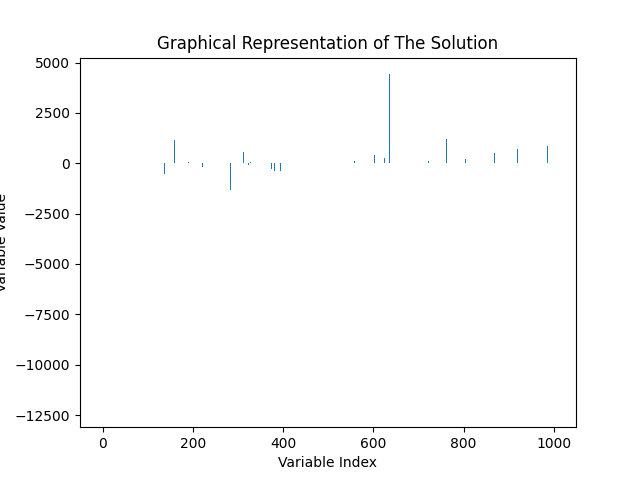 Graphical Representation of The Solution
5000
2500
0
−2500
−5000
−7500
−10000
−12500
Variable Value
0 200 400 600 800 1000
Variable Index